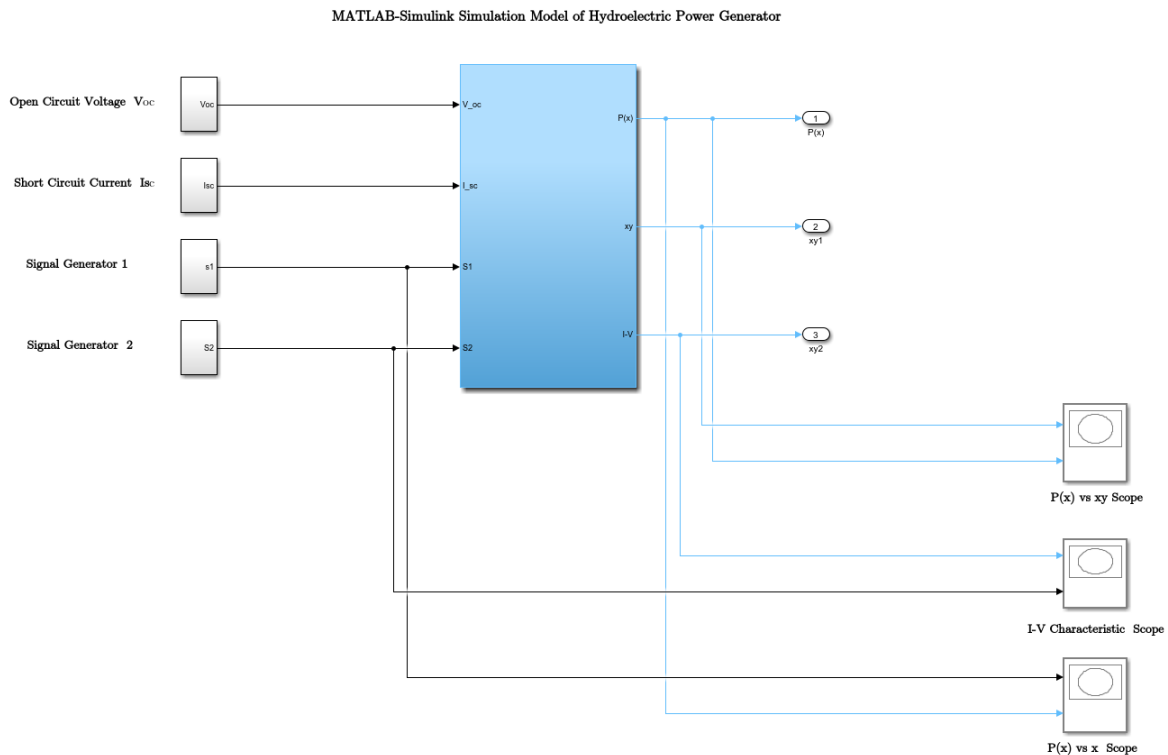 MATLAB-Simulink Simulation Model of Hydroelectric Power Generator
Open Circuit Voltage Voc
Voc
V_oc
P(x)
1
P(x)
Short Circuit Current Isc
Isc
I_sc
xy
2
xy1
Signal Generator 1
s1
S1
Signal Generator 2
S2
S2
I-V
3
xy2
P(x) vs xy Scope
I-V Characteristic Scope
P(x) vs x Scope